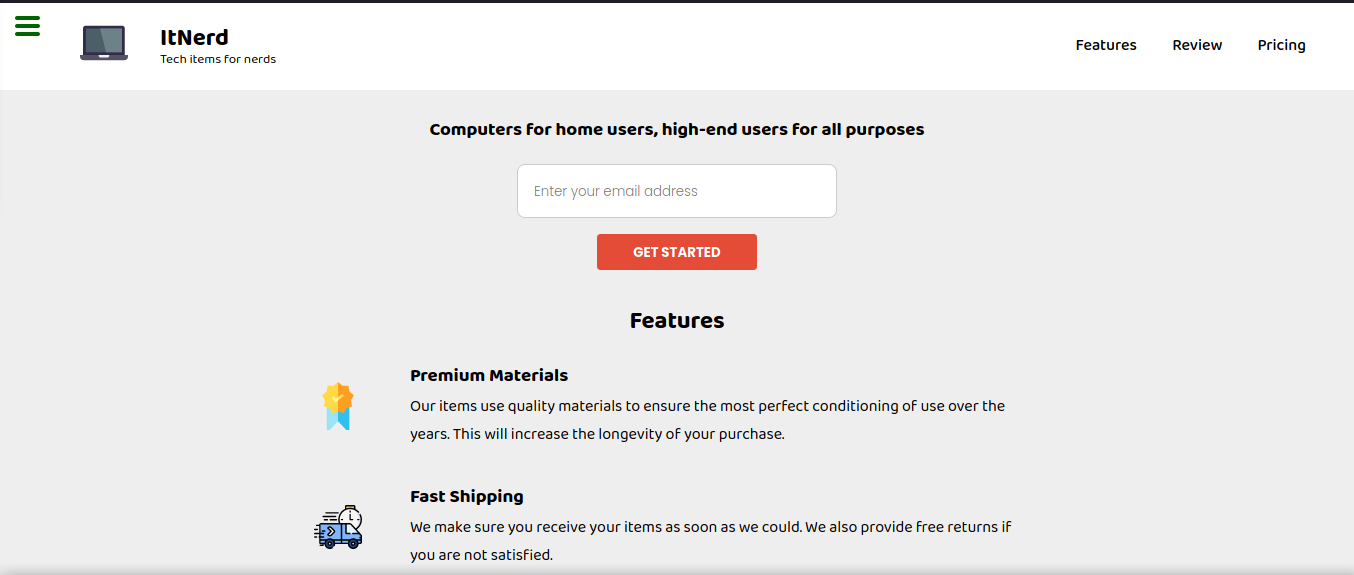 ItNerd
Tech items for nerds
Features Review Pricing
Computers for home users, high-end users for all purposes
Enter your email address
GET STARTED
Features
Premium Materials
Our items use quality materials to ensure the most perfect conditioning of use over the
years. This will increase the longevity of your purchase.
Fast Shipping
We make sure you receive your items as soon as we could. We also provide free returns if
you are not satisfied.